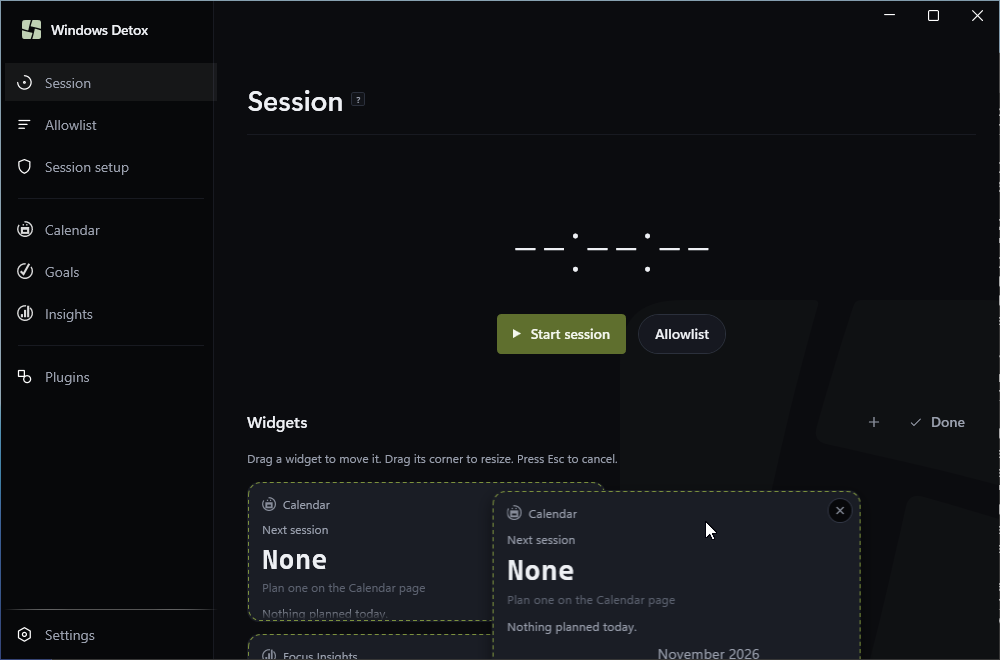 Windows Detox
Session
Allowlist
Session setup
Calendar
Goals
Insights
Plugins
Settings
Session ?
--:--:--
Start session
Allowlist
Widgets
Done
Drag a widget to move it. Drag its corner to resize. Press Esc to cancel.
Calendar
Next session
None
Plan one on the Calendar page
Nothing planned today.
Focus Insights
Calendar
Next session
None
Plan one on the Calendar page
Nothing planned today.
November 2026